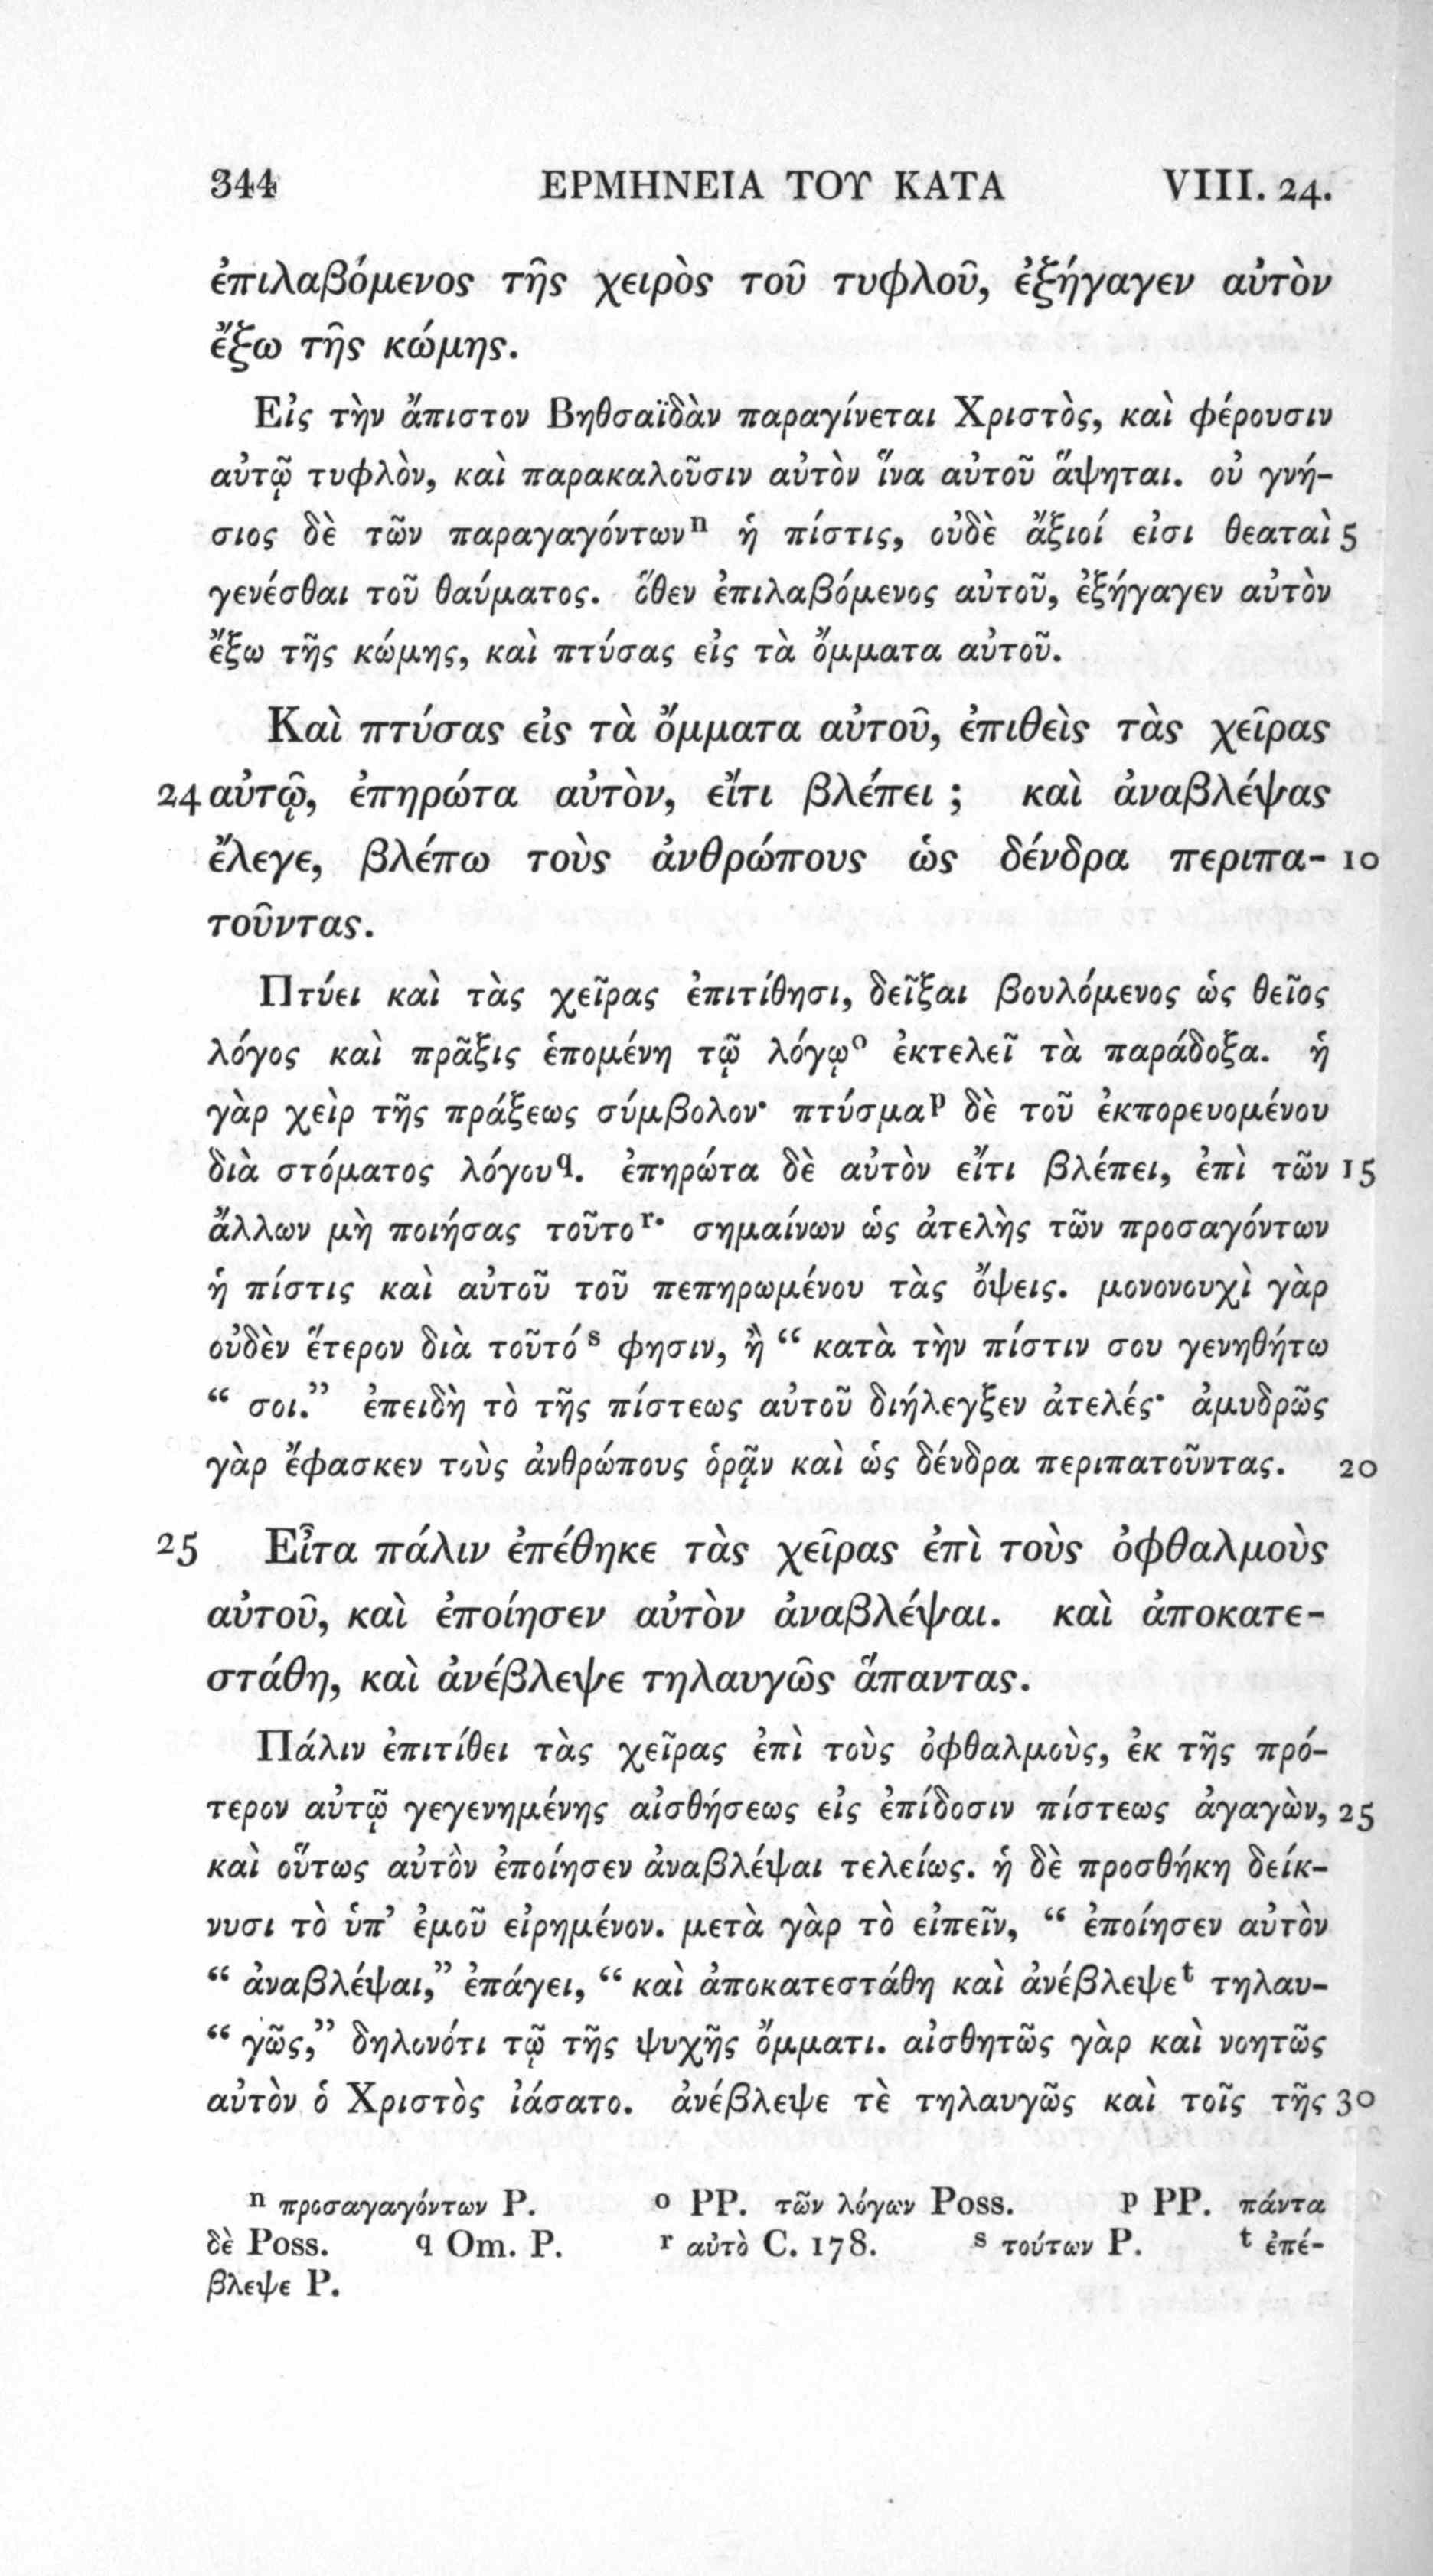 344 ΕΡΜΗΝΕΙΑ ΤΟΥ ΚΑΤΑ VIII. 24.
ἐπιλαβόμενος τῆς χειρὸς τοῦ τυφλοῦ, ἐξήγαγεν αὐτὸν
ἔξω τῆς κώμης.
Εἰς τὴν ἄπιστον Βηθσαϊδὰν παραγίνεται Χριστὸς, καὶ φέρουσιν
αὐτῷ τυφλὸν, καὶ παρακαλοῦσιν αὐτὸν ἵνα αὐτοῦ ἅψηται. οὐ γνή-
σιος δὲ τῶν παραγαγόντων n ἡ πίστις, οὐδὲ ἄξιοί εἰσι θεαταὶ 5
γενέσθαι τοῦ θαύματος. ὅθεν ἐπιλαβόμενος αὐτοῦ, ἐξήγαγεν αὐτὸν
ἔξω τῆς κώμης, καὶ πτύσας εἰς τὰ ὄμματα αὐτοῦ.
Καὶ πτύσας εἰς τὰ ὄμματα αὐτοῦ, ἐπιθεὶς τὰς χεῖρας
24 αὐτῷ, ἐπηρώτα αὐτὸν, εἴτι βλέπει ; καὶ ἀναβλέψας
ἔλεγε, βλέπω τοὺς ἀνθρώπους ὡς δένδρα περιπα- 10
τοῦντας.
Πτύει καὶ τὰς χεῖρας ἐπιτίθησι, δεῖξαι βουλόμενος ὡς θεῖος
λόγος καὶ πρᾶξις ἑπομένη τῷ λόγῳ o ἐκτελεῖ τὰ παράδοξα. ἡ
γὰρ χεὶρ τῆς πράξεως σύμβολον· πτύσμα p δὲ τοῦ ἐκπορευομένου
διὰ στόματος λόγου q. ἐπηρώτα δὲ αὐτὸν εἴτι βλέπει, ἐπὶ τῶν 15
ἄλλων μὴ ποιήσας τοῦτο r· σημαίνων ὡς ἀτελὴς τῶν προσαγόντων
ἡ πίστις καὶ αὐτοῦ τοῦ πεπηρωμένου τὰς ὄψεις. μονονουχὶ γὰρ
οὐδὲν ἕτερον διὰ τοῦτό s φησιν, ἢ “ κατὰ τὴν πίστιν σου γενηθήτω
“ σοι.” ἐπειδὴ τὸ τῆς πίστεως αὐτοῦ διήλεγξεν ἀτελές· ἀμυδρῶς
γὰρ ἔφασκεν τοὺς ἀνθρώπους ὁρᾷν καὶ ὡς δένδρα περιπατοῦντας. 20
25 Εἶτα πάλιν ἐπέθηκε τὰς χεῖρας ἐπὶ τοὺς ὀφθαλμοὺς
αὐτοῦ, καὶ ἐποίησεν αὐτὸν ἀναβλέψαι. καὶ ἀποκατε-
στάθη, καὶ ἀνέβλεψε τηλαυγῶς ἅπαντας.
Πάλιν ἐπιτίθει τὰς χεῖρας ἐπὶ τοὺς ὀφθαλμοὺς, ἐκ τῆς πρό-
τερον αὐτῷ γεγενημένης αἰσθήσεως εἰς ἐπίδοσιν πίστεως ἀγαγὼν, 25
καὶ οὕτως αὐτὸν ἐποίησεν ἀναβλέψαι τελείως. ἡ δὲ προσθήκη δείκ-
νυσι τὸ ὑπ’ ἐμοῦ εἰρημένον. μετὰ γὰρ τὸ εἰπεῖν, “ ἐποίησεν αὐτὸν
“ ἀναβλέψαι,” ἐπάγει, “ καὶ ἀποκατεστάθη καὶ ἀνέβλεψε t τηλαυ-
“ γῶς,” δηλονότι τῷ τῆς ψυχῆς ὄμματι. αἰσθητῶς γὰρ καὶ νοητῶς
αὐτὸν ὁ Χριστὸς ἰάσατο. ἀνέβλεψε τὲ τηλαυγῶς καὶ τοῖς τῆς 30
n προσαγαγόντων P. o PP. τῶν λόγων Poss. p PP. πάντα
δὲ Poss. q Om. P. r αὐτὸ C. 178. s τούτων P. t ἐπέ-
βλεψε P.